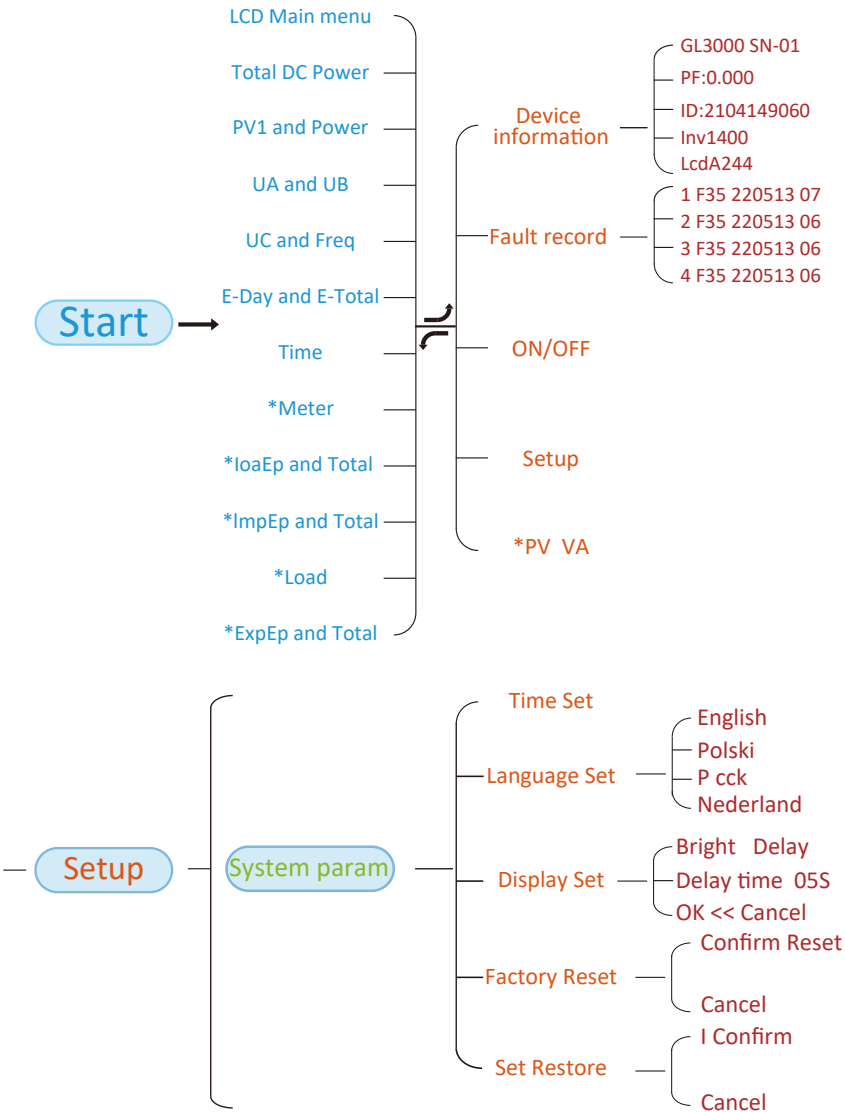 LCD Main menu
Total DC Power
PV1 and Power
UA and UB
UC and Freq
E-Day and E-Total
Start
Time
*Meter
*IoaEp and Total
*lmpEp and Total
*Load
*ExpEp and Total
Device
information
GL3000 SN-01
PF:0.000
ID:2104149060
Inv1400
LcdA244
Fault record
1 F35 220513 07
2 F35 220513 06
3 F35 220513 06
4 F35 220513 06
ON/OFF
Setup
*PV VA
Setup
System param
Time Set
Language Set
English
Polski
P cck
Nederland
Display Set
Bright Delay
Delay time 05S
OK << Cancel
Factory Reset
Confirm Reset
Cancel
Set Restore
I Confirm
Cancel